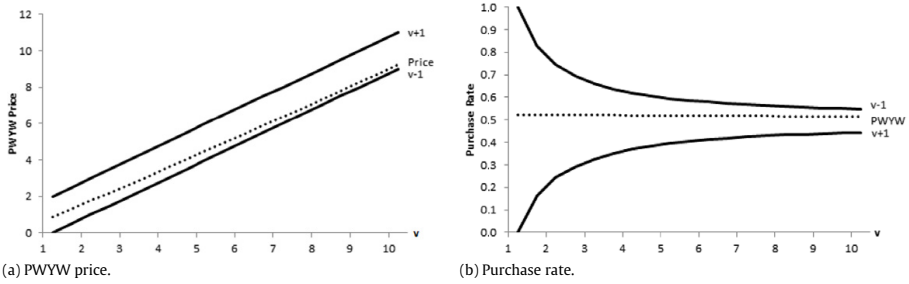 12
10
8
6
4
2
0
PWYW Price
v+1
Price
v-1
1 2 3 4 5 6 7 8 9 10 v
(a) PWYW price.
1.0
0.9
0.8
0.7
0.6
0.5
0.4
0.3
0.2
0.1
0.0
Purchase Rate
v-1
PWYW
v+1
1 2 3 4 5 6 7 8 9 10 v
(b) Purchase rate.